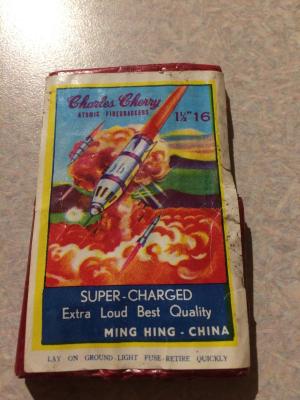 Charles Cherry
ATOMIC FIRECRACKERS
1½" 16
SUPER-CHARGED
Extra Loud Best Quality
MING HING - CHINA
LAY ON GROUND-LIGHT FUSE-RETIRE QUICKLY